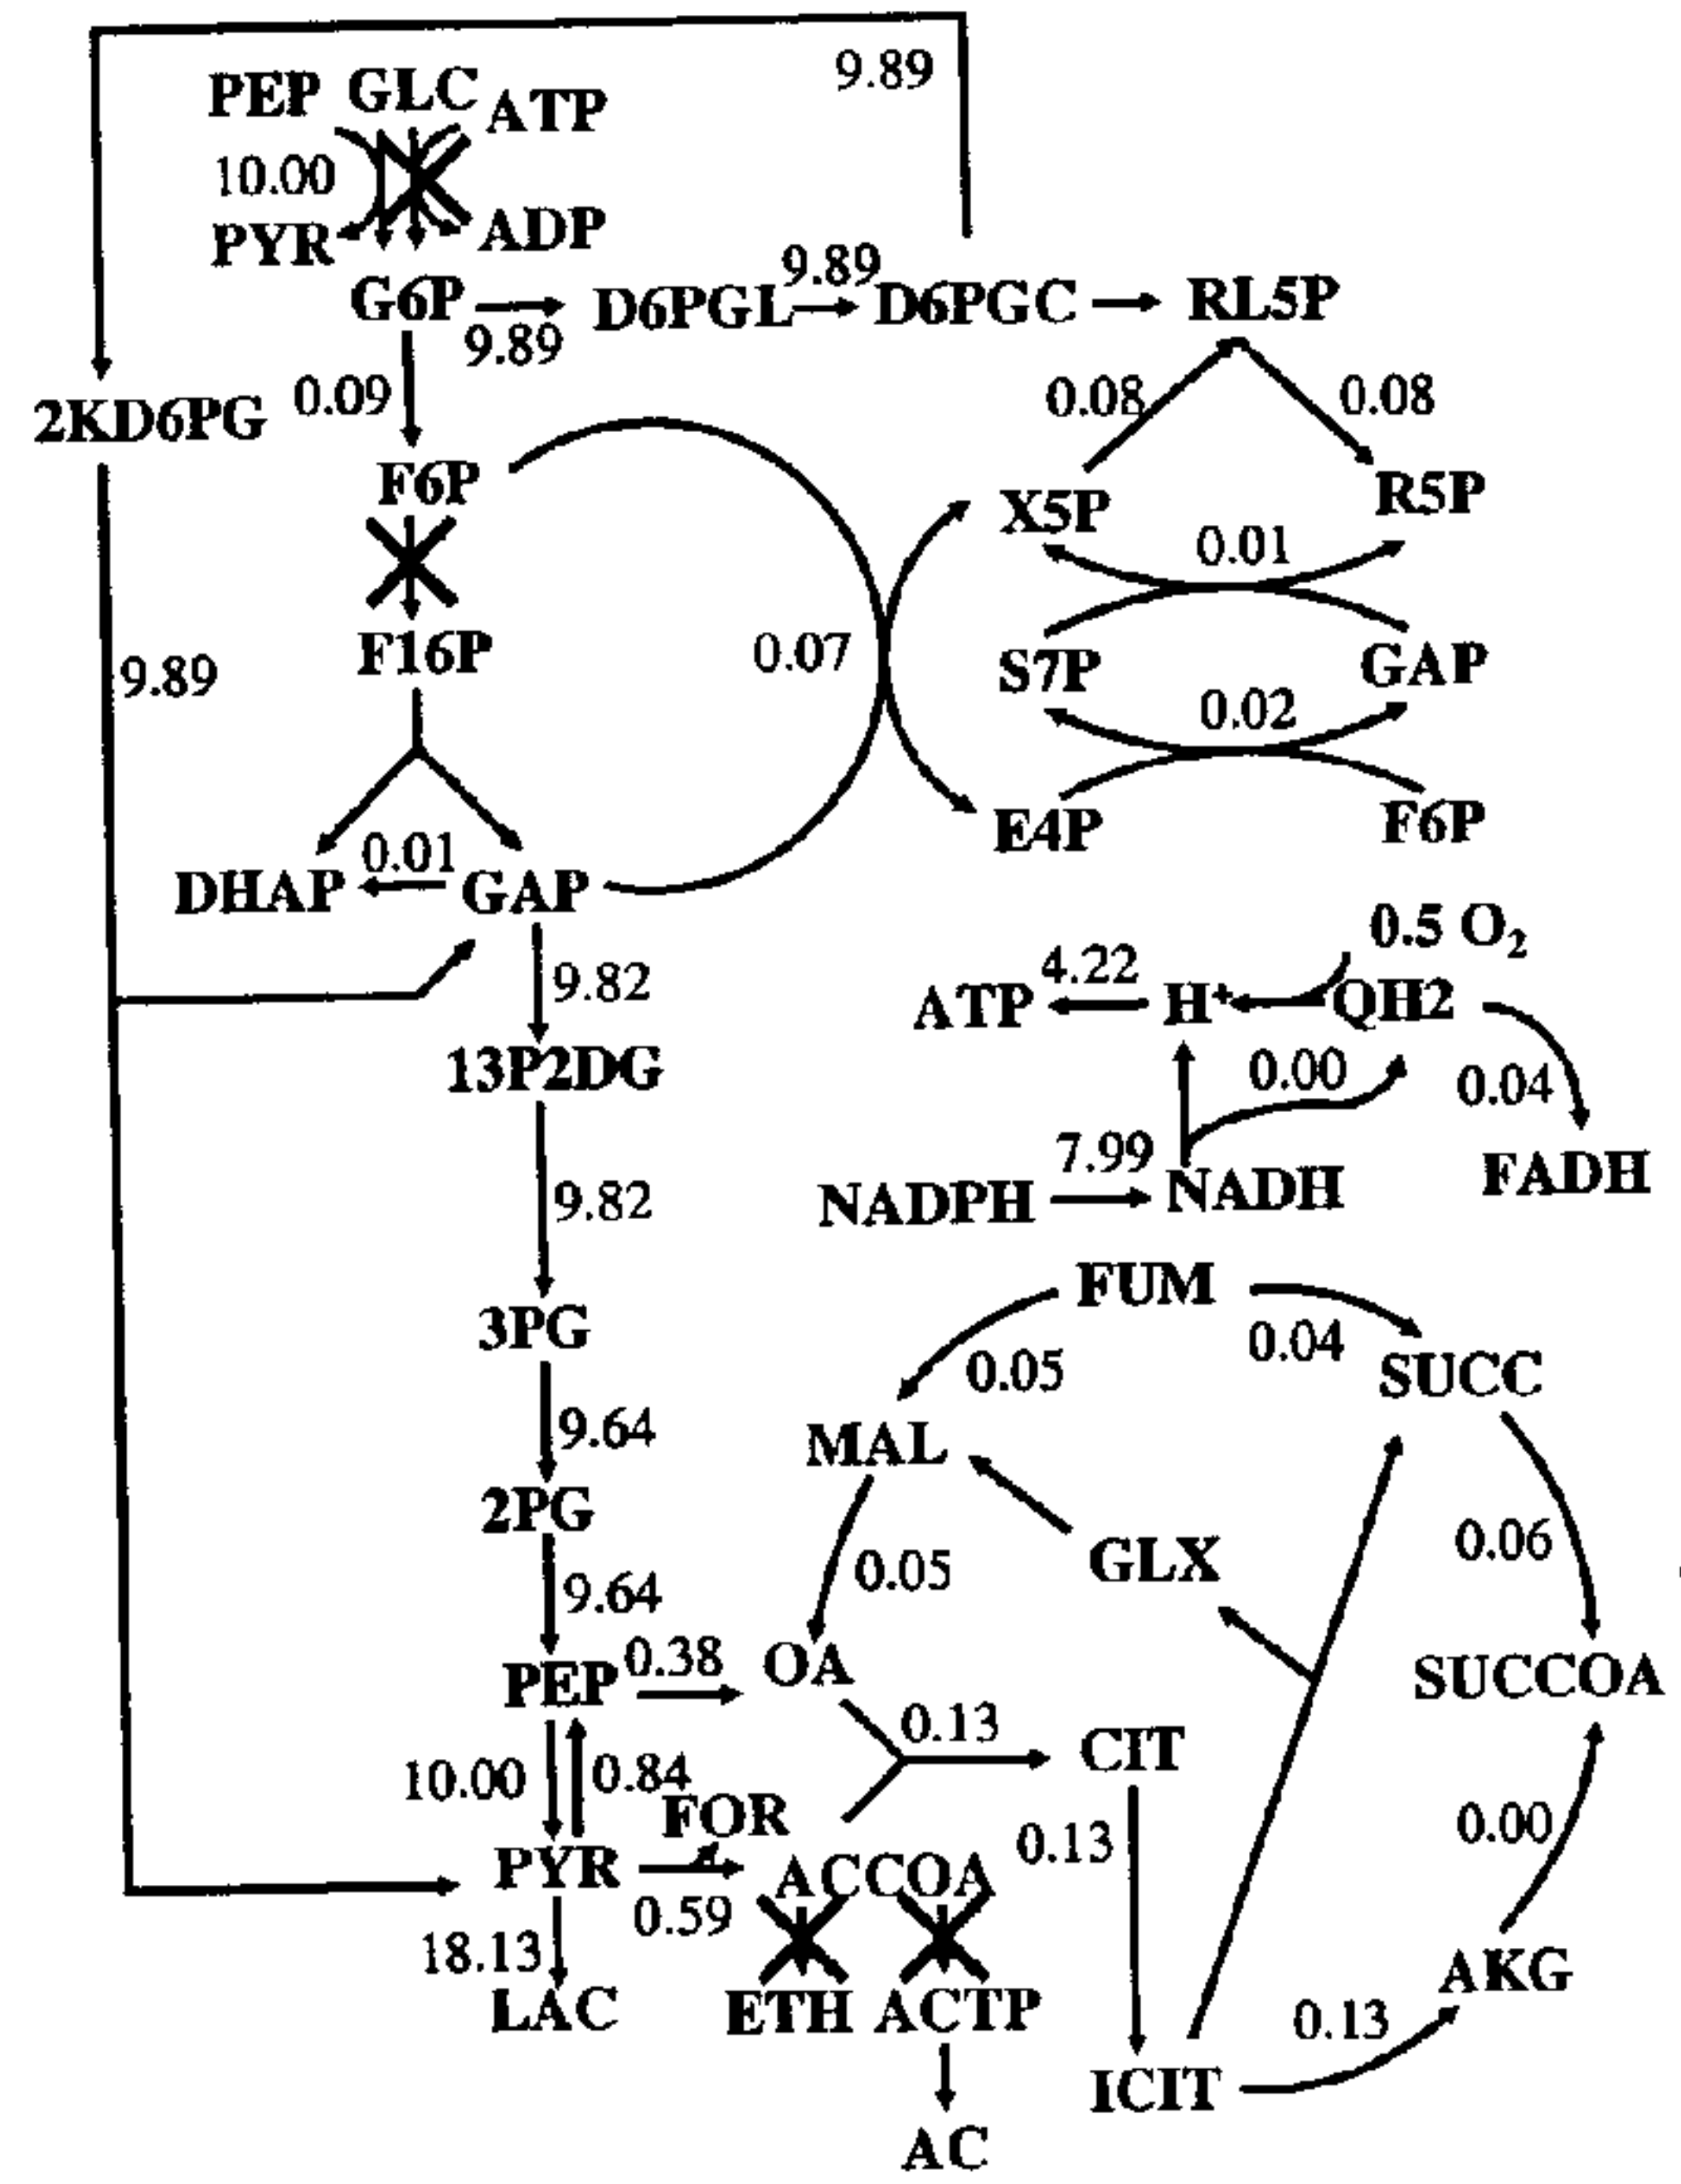 9.89
PEP GLC ATP
10.00
PYR ADP
G6P 9.89 D6PGL 9.89 D6PGC RL5P
2KD6PG 0.09 0.08 0.08
F6P X5P R5P
0.01
F16P 0.07 S7P GAP
9.89
0.02
E4P F6P
DHAP 0.01 GAP
0.5 O₂
9.82 ATP 4.22 H⁺ QH2
13P2DG 0.00 0.04
7.99
9.82 NADPH NADH FADH
FUM
3PG 0.05 0.04 SUCC
9.64 MAL
2PG 0.05 GLX 0.06
9.64
PEP 0.38 OA SUCCOA
0.13 CIT
10.00 0.84 FOR 0.13 0.00
PYR 0.59 ACCOA
18.13 AKG
LAC ETH ACTP 0.13
ICIT
AC